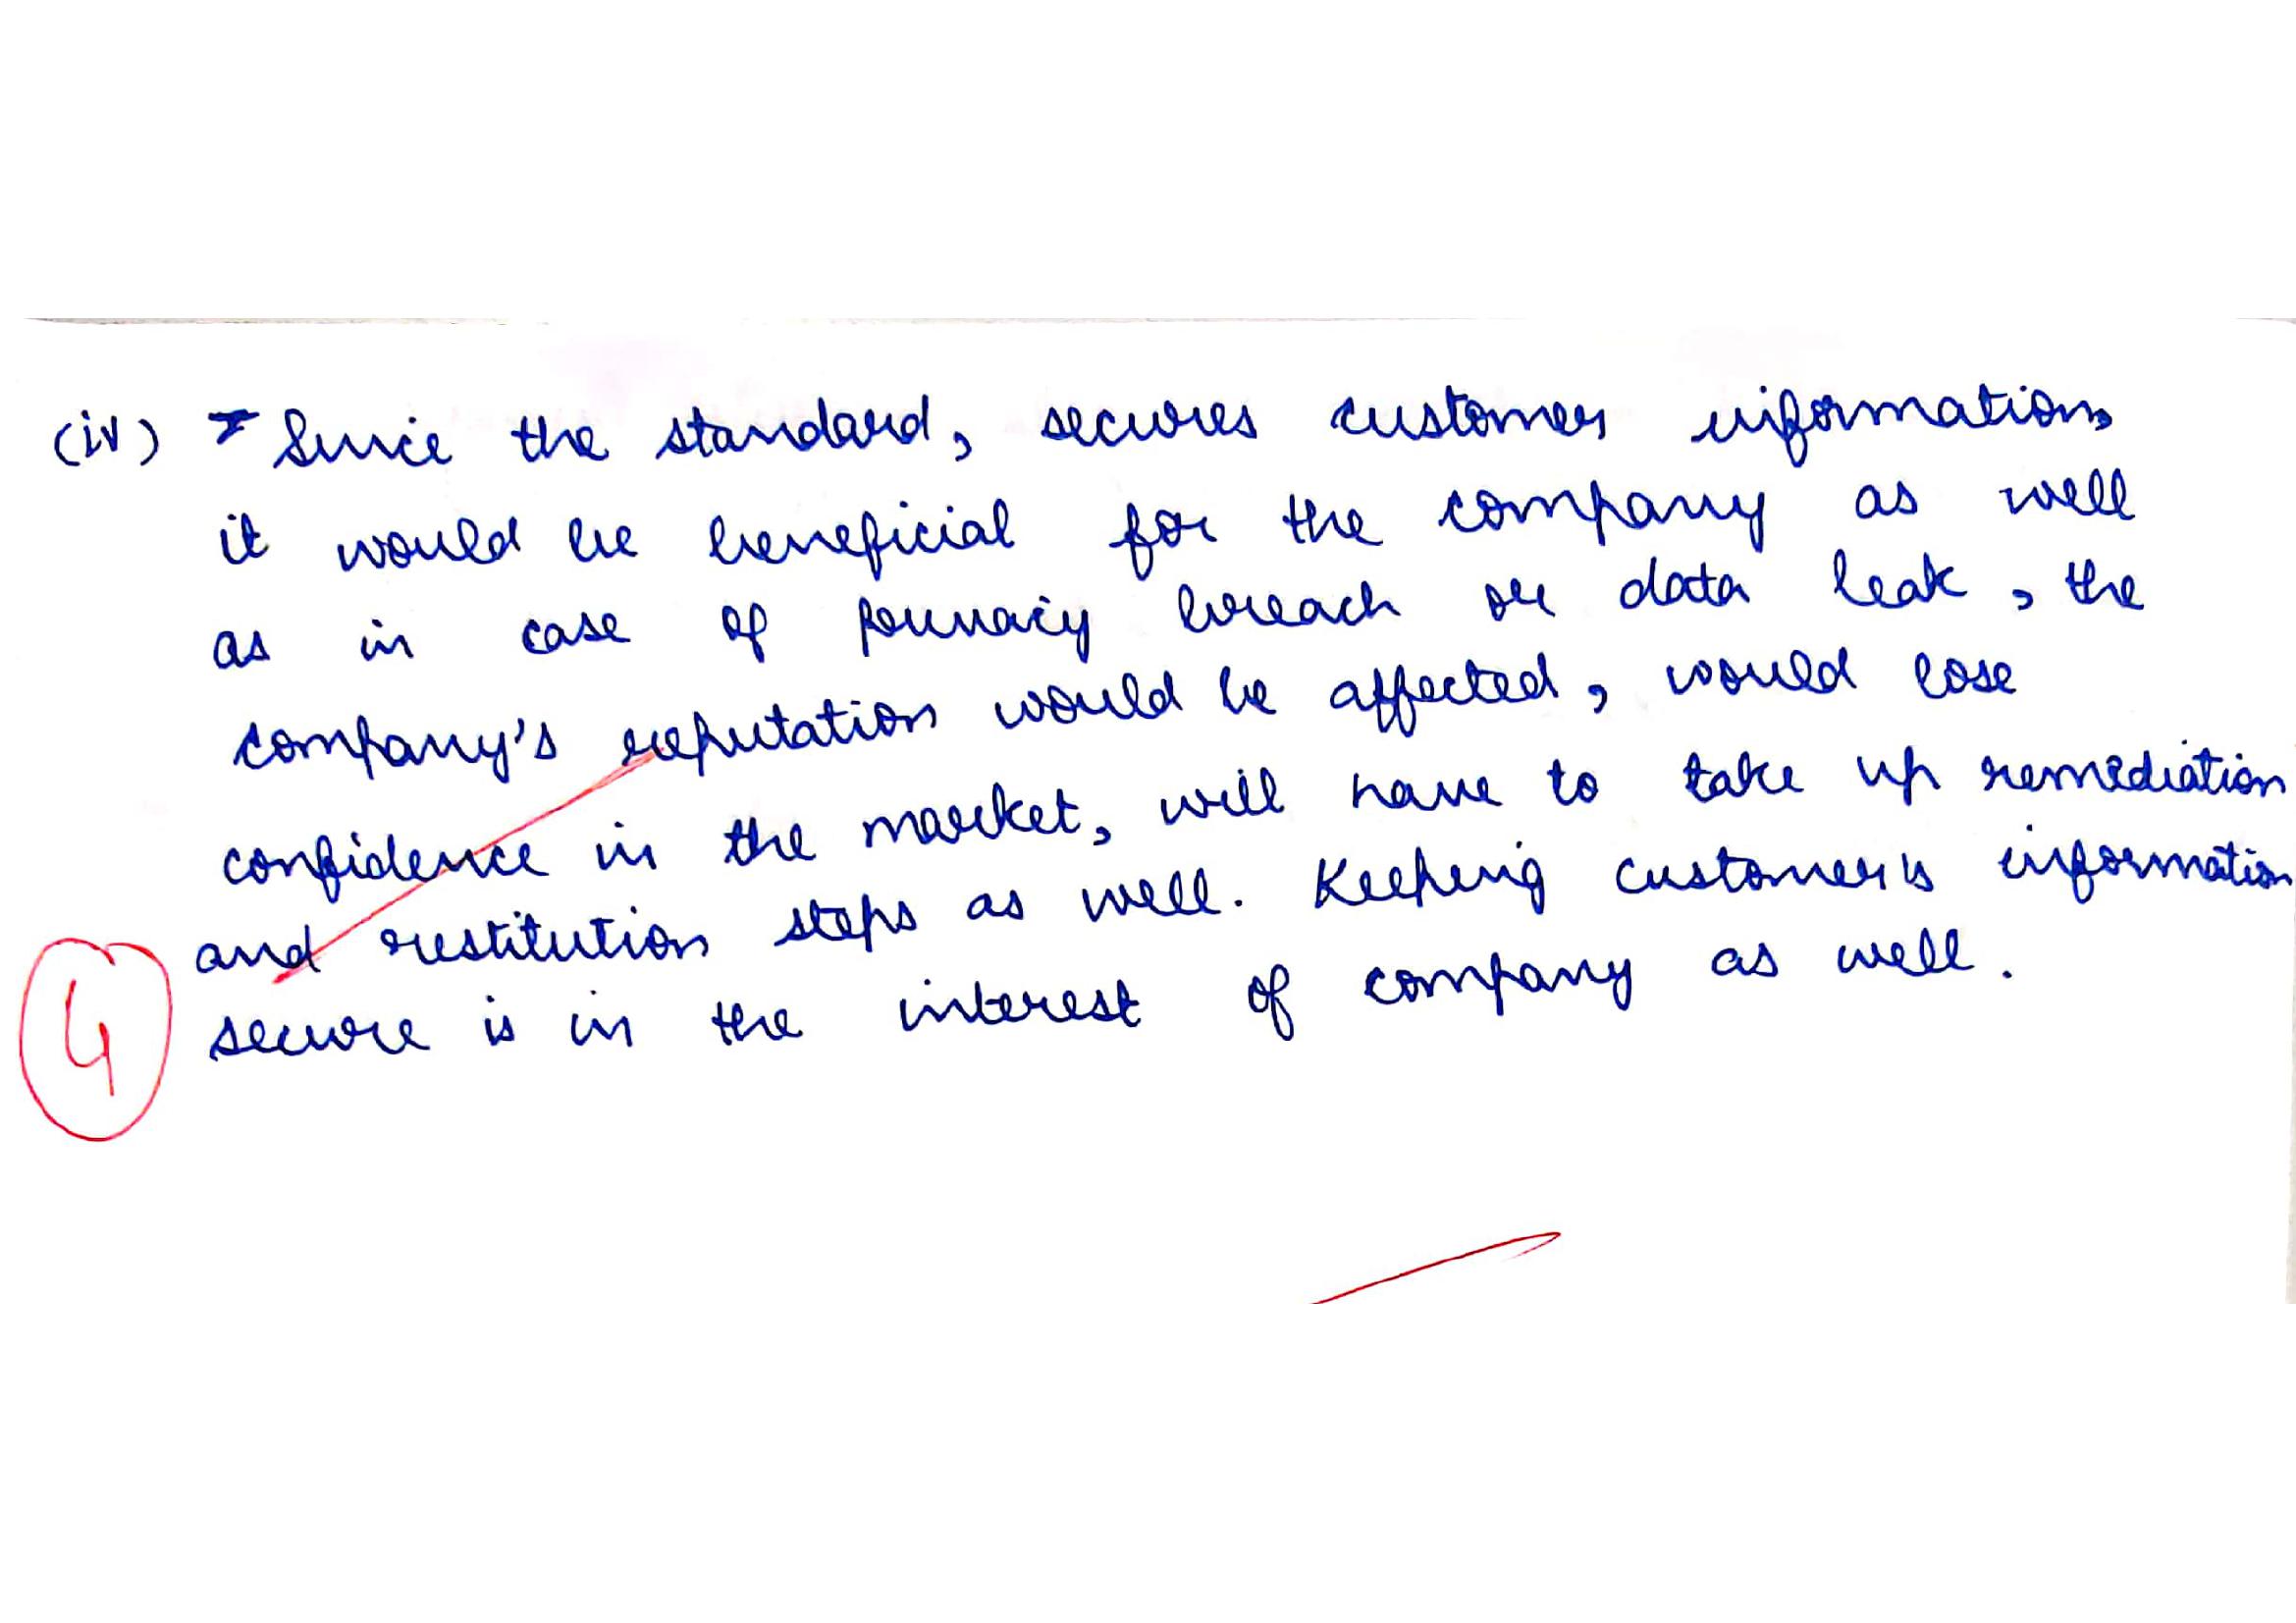 (iv) Since the standard, secures customer information,
it would be beneficial for the company as well
as in case of privacy breach or data leak, the
company's reputation would be affected, would lose
confidence in the market, will have to take up remediation
and restitution steps as well. Keeping customer's information
secure is in the interest of company as well.
4